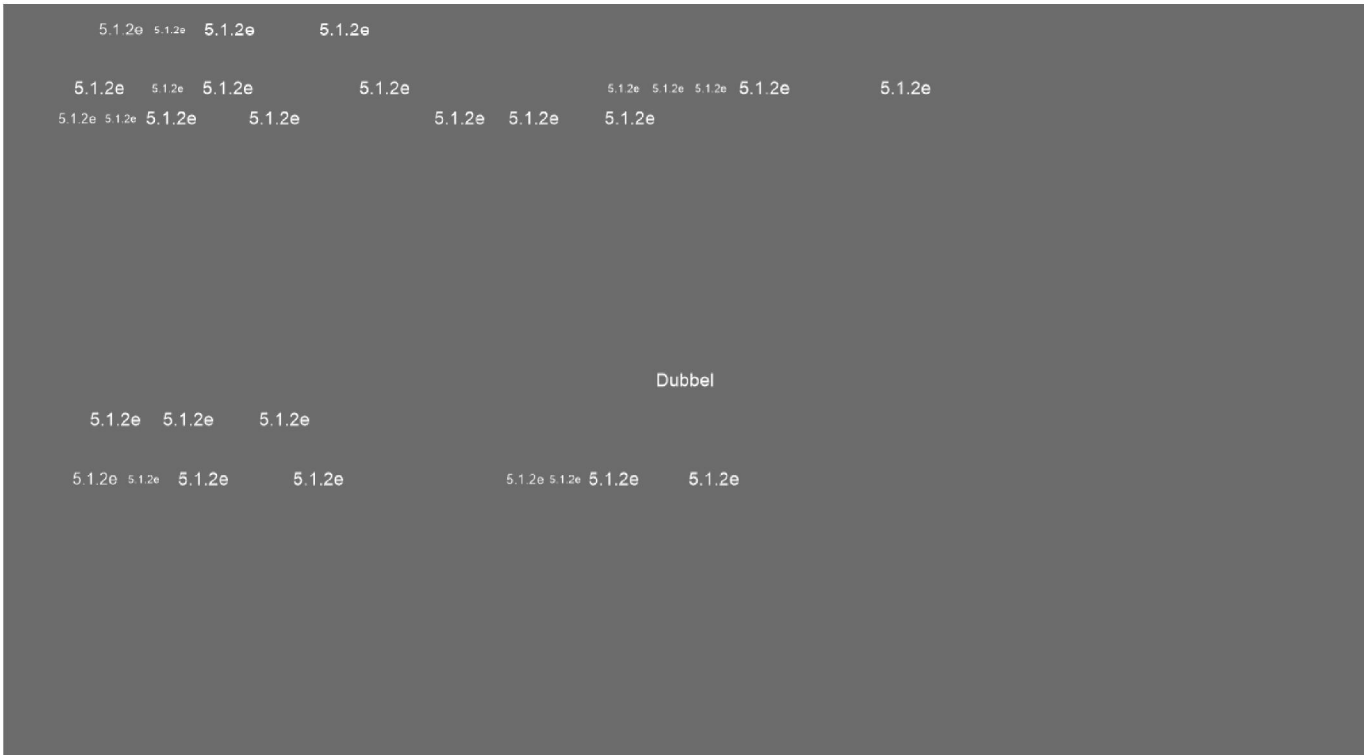 5.1.2e 5.1.2e 5.1.2e 5.1.2e
5.1.2e 5.1.2e 5.1.2e 5.1.2e 5.1.2e 5.1.2e 5.1.2e 5.1.2e 5.1.2e
5.1.2e 5.1.2e 5.1.2e 5.1.2e 5.1.2e 5.1.2e 5.1.2e
Dubbel
5.1.2e 5.1.2e 5.1.2e
5.1.2e 5.1.2e 5.1.2e 5.1.2e 5.1.2e 5.1.2e 5.1.2e 5.1.2e